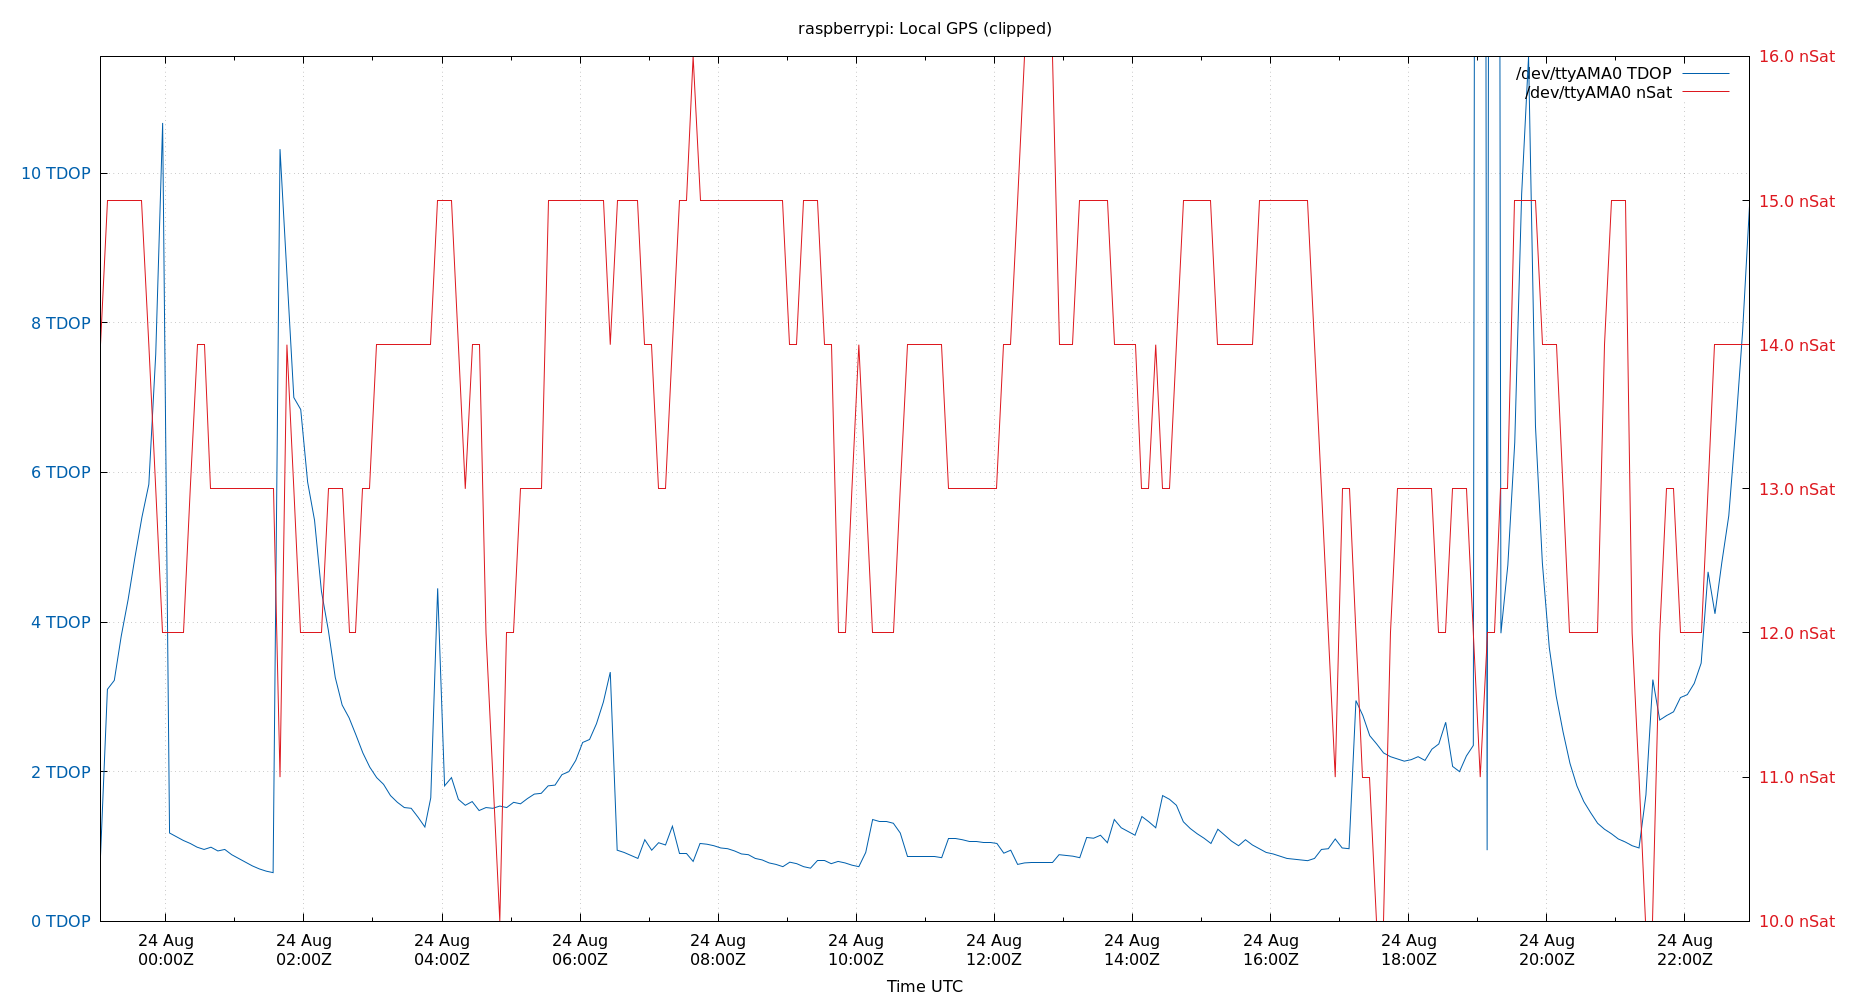 raspberrypi: Local GPS (clipped)
/dev/ttyAMA0 TDOP
/dev/ttyAMA0 nSat
10 TDOP
8 TDOP
6 TDOP
4 TDOP
2 TDOP
0 TDOP
16.0 nSat
15.0 nSat
14.0 nSat
13.0 nSat
12.0 nSat
11.0 nSat
10.0 nSat
24 Aug
00:00Z
24 Aug
02:00Z
24 Aug
04:00Z
24 Aug
06:00Z
24 Aug
08:00Z
24 Aug
10:00Z
24 Aug
12:00Z
24 Aug
14:00Z
24 Aug
16:00Z
24 Aug
18:00Z
24 Aug
20:00Z
24 Aug
22:00Z
Time UTC